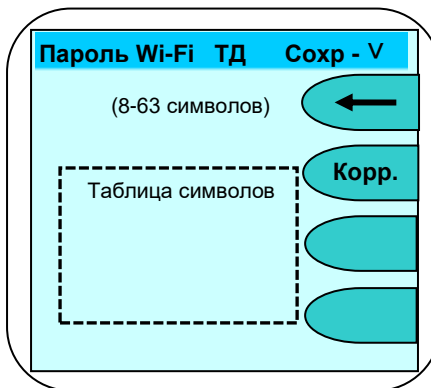 Пароль Wi-Fi ТД Сохр - V
(8-63 символов)
Корр.
Таблица символов